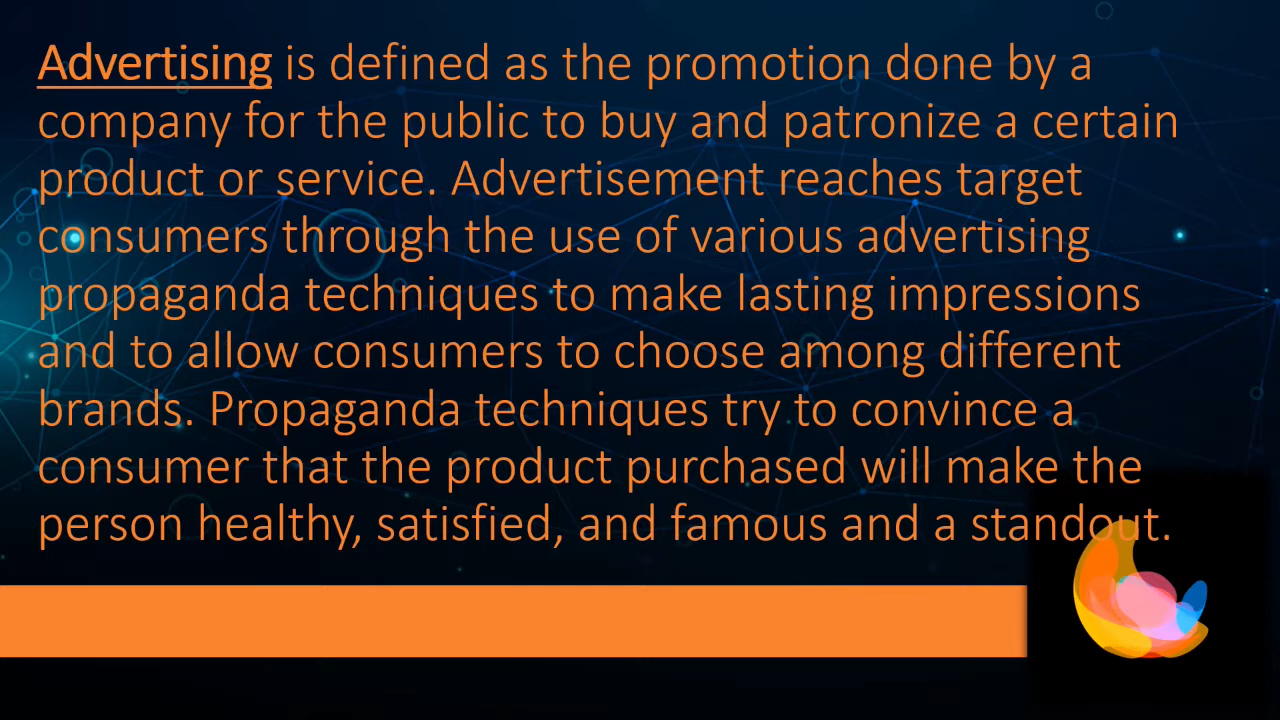 Advertising is defined as the promotion done by a
company for the public to buy and patronize a certain
product or service. Advertisement reaches target
consumers through the use of various advertising
propaganda techniques to make lasting impressions
and to allow consumers to choose among different
brands. Propaganda techniques try to convince a
consumer that the product purchased will make the
person healthy, satisfied, and famous and a standout.